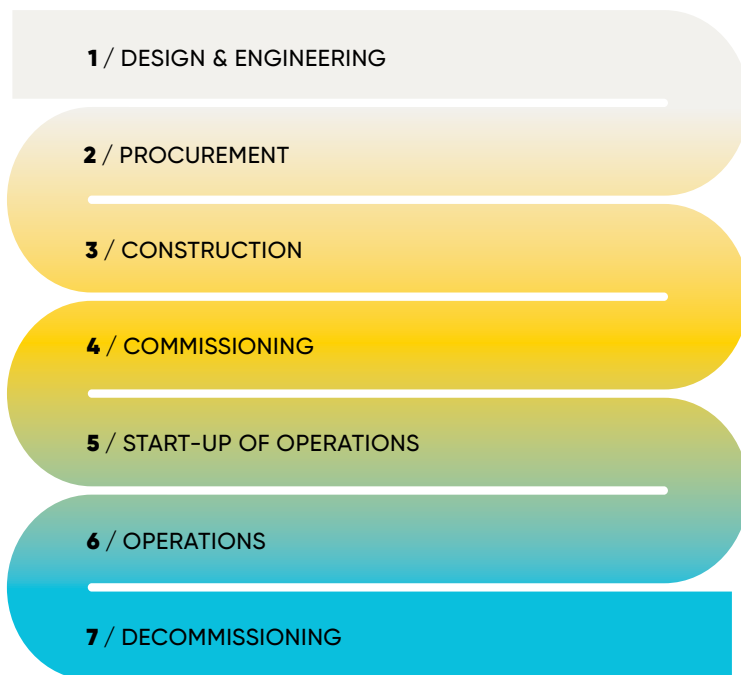 1 / DESIGN & ENGINEERING
2 / PROCUREMENT
3 / CONSTRUCTION
4 / COMMISSIONING
5 / START-UP OF OPERATIONS
6 / OPERATIONS
7 / DECOMMISSIONING